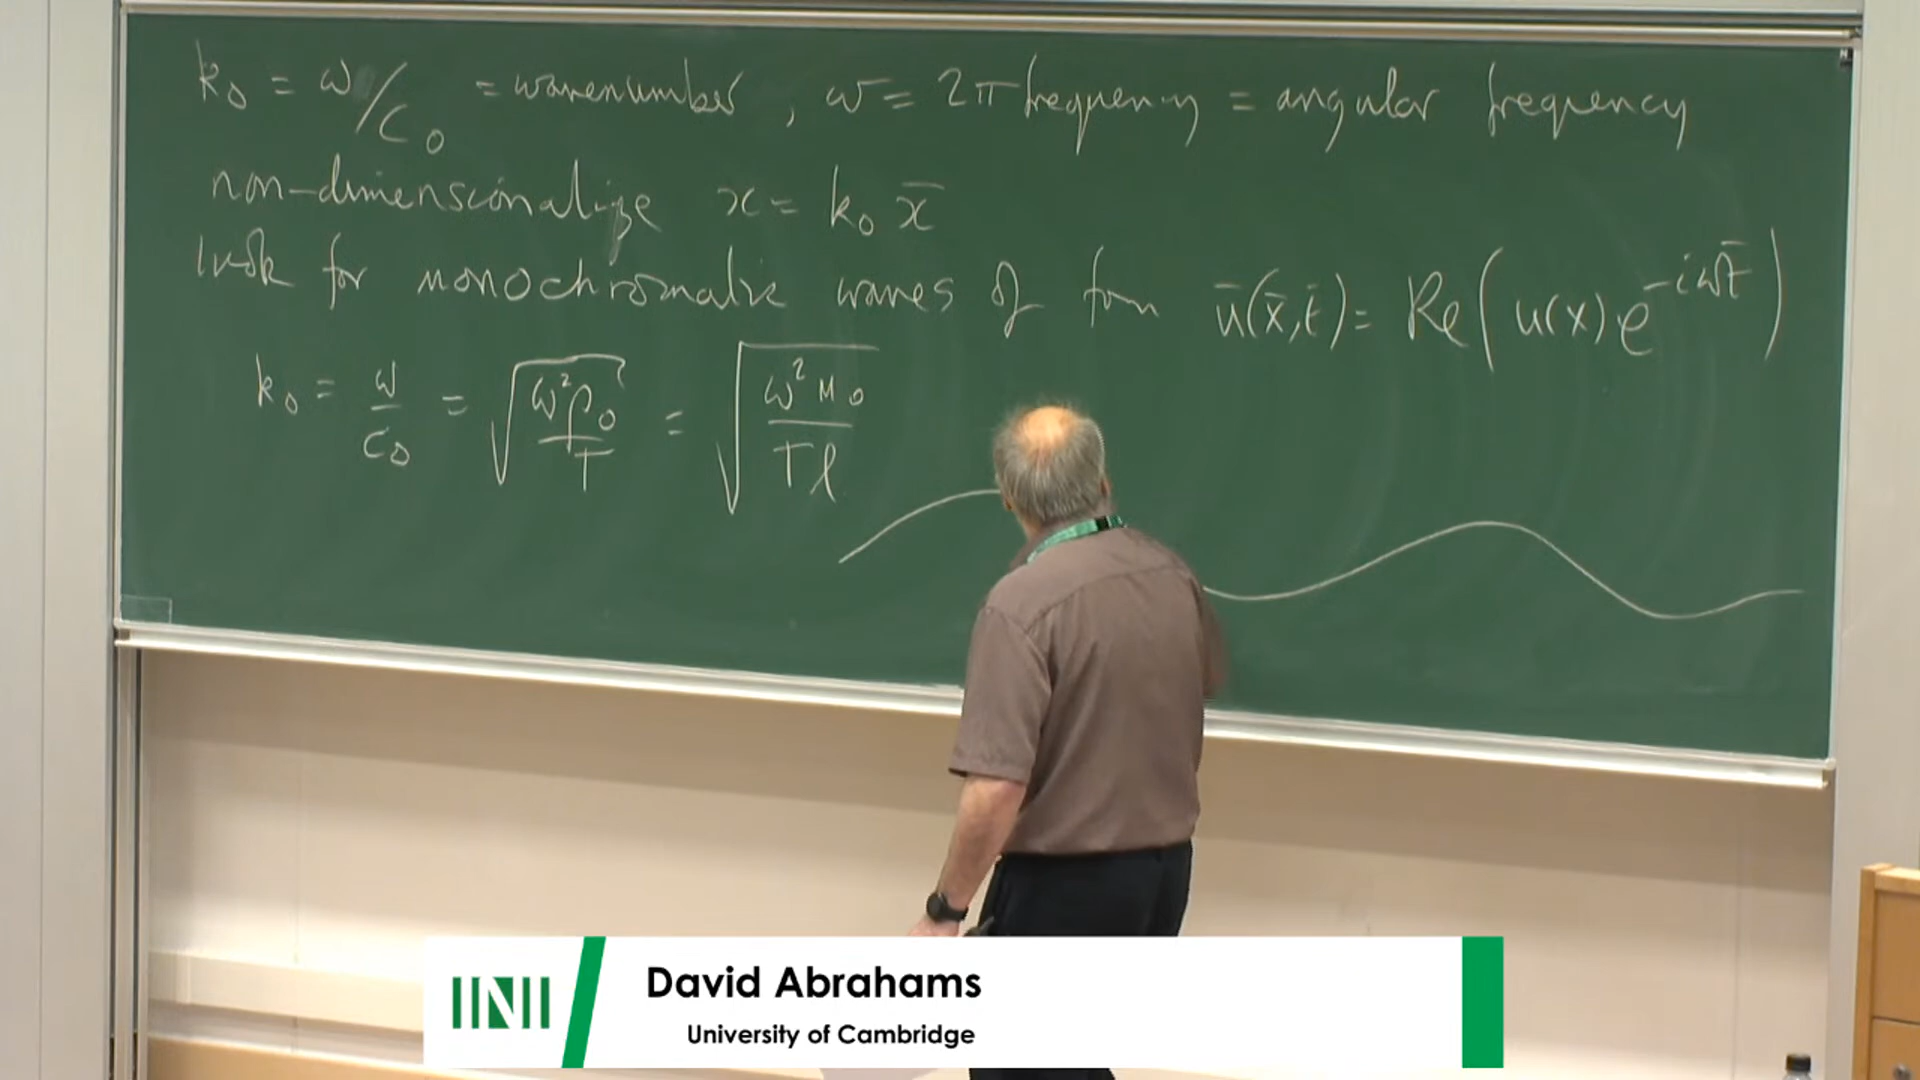 k₀ = ω/c₀ = wavenumber, ω = 2π frequency = angular frequency
non-dimensionalize x = k₀ x̄
look for monochromatic waves of form ū(x̄,t̄) = Re(u(x) e^{-iωt̄})
k₀ = ω/c₀ = √(ω²ρ₀/T) = √(ω²M₀/Tl)
INI
David Abrahams
University of Cambridge